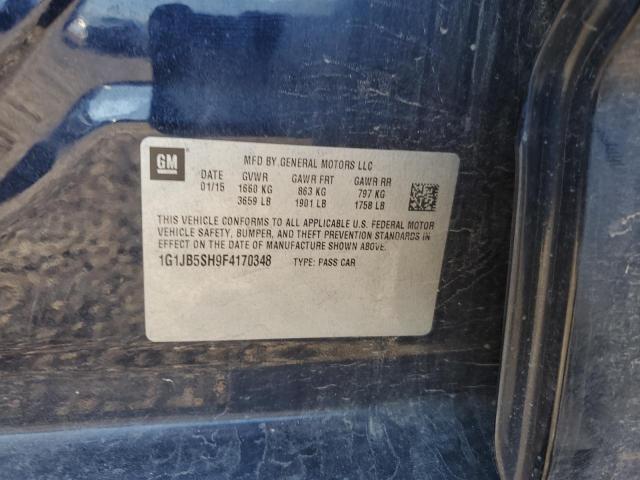 GM
MFD BY GENERAL MOTORS LLC
DATE GVWR GAWR FRT GAWR RR
01/15 1660 KG 863 KG 797 KG
3659 LB 1901 LB 1758 LB
THIS VEHICLE CONFORMS TO ALL APPLICABLE U.S. FEDERAL MOTOR
VEHICLE SAFETY, BUMPER, AND THEFT PREVENTION STANDARDS IN
EFFECT ON THE DATE OF MANUFACTURE SHOWN ABOVE.
1G1JB5SH9F4170348 TYPE: PASS CAR